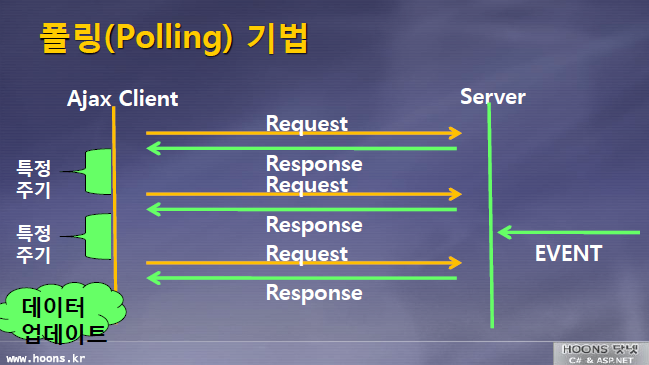 폴링(Polling) 기법
Ajax Client
Server
Request
Response
특정
주기
Request
Response
특정
주기
EVENT
Request
Response
데이터
업데이트
www.hoons.kr
HOONS 닷넷
C# & ASP.NET